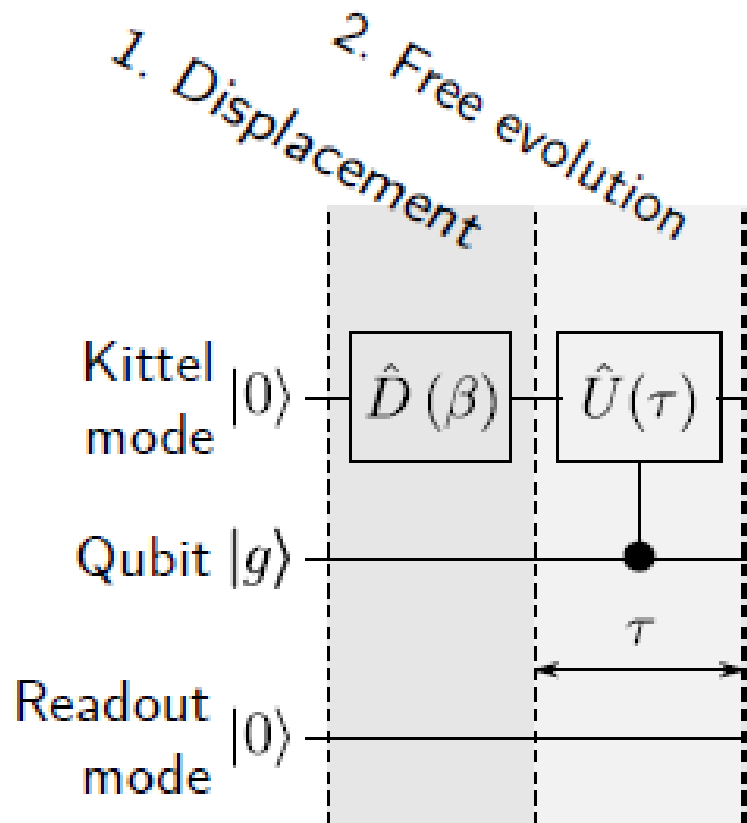 1. Displacement
2. Free evolution
Kittel
mode |0⟩
D̂ (β)
Û(τ)
Qubit |g⟩
τ
Readout
mode |0⟩